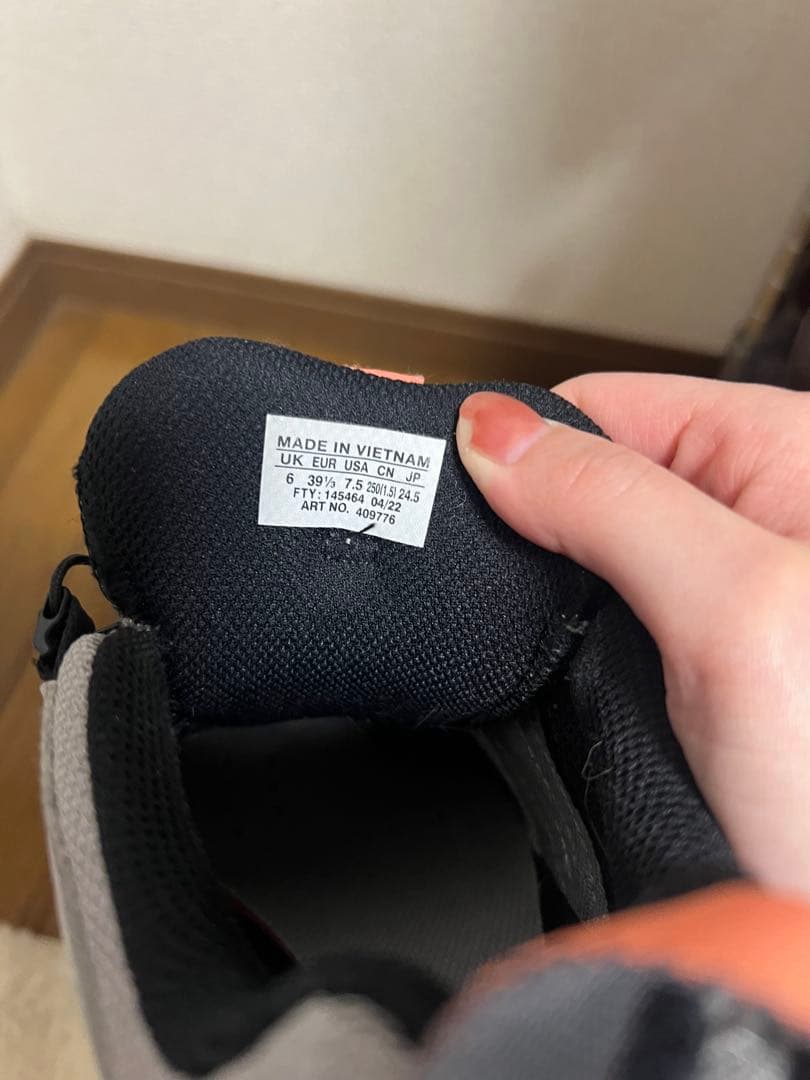 MADE IN VIETNAM
UK EUR USA CN JP
6 39⅓ 7.5 250(1.5) 24.5
FTY: 145464 04/22
ART NO. 409776